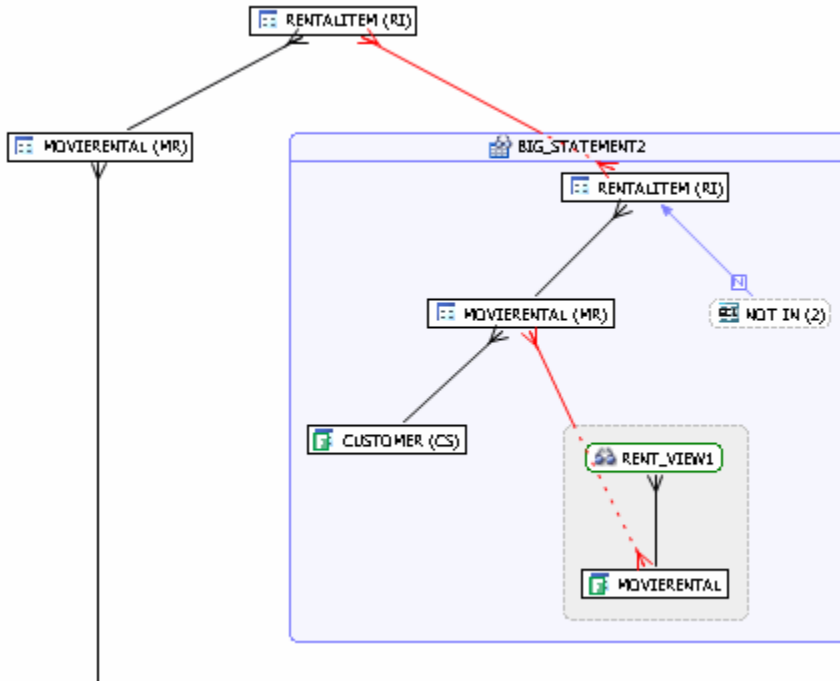 RENTALITEM (RI)
MOVIERENTAL (MR)
BIG_STATEMENT2
RENTALITEM (RI)
N
MOVIERENTAL (MR)
NOT IN (2)
CUSTOMER (CS)
RENT_VIEW1
MOVIERENTAL